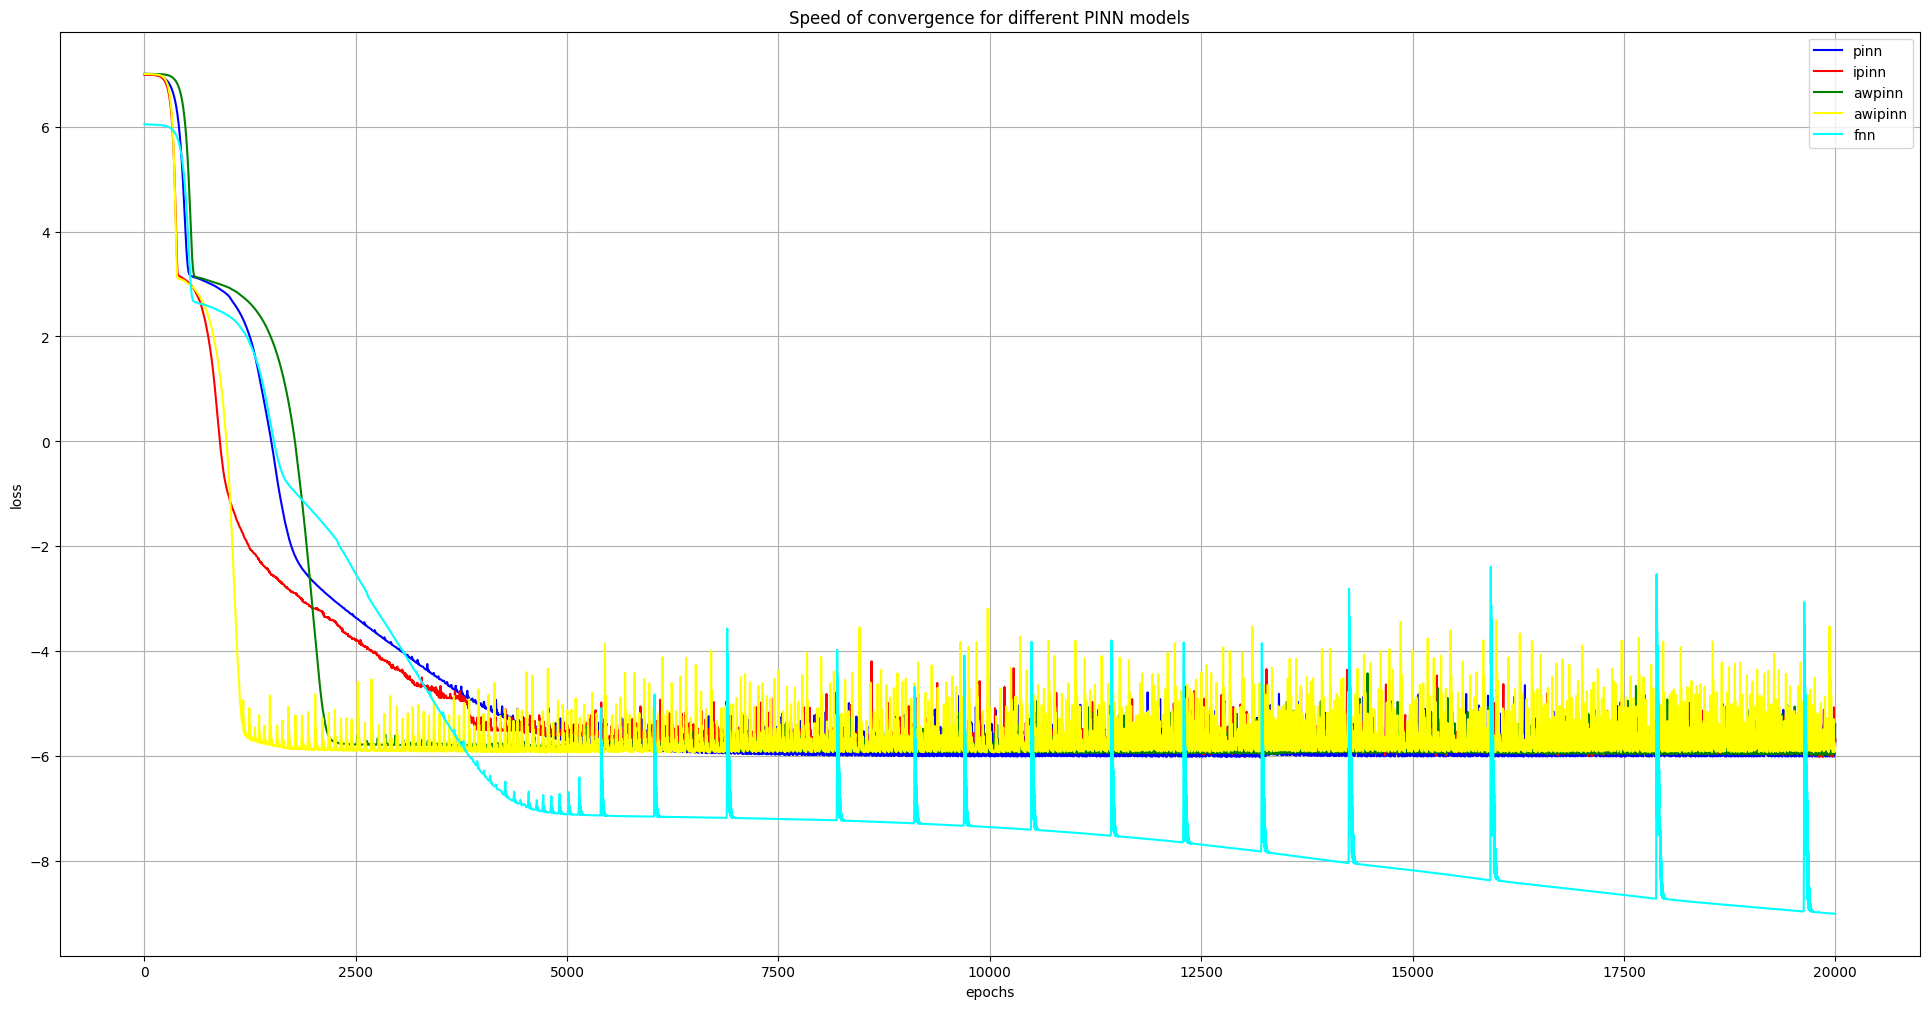 Speed of convergence for different PINN models
pinn
ipinn
awpinn
awipinn
fnn
6
4
2
0
−2
−4
−6
−8
loss
0 2500 5000 7500 10000 12500 15000 17500 20000
epochs